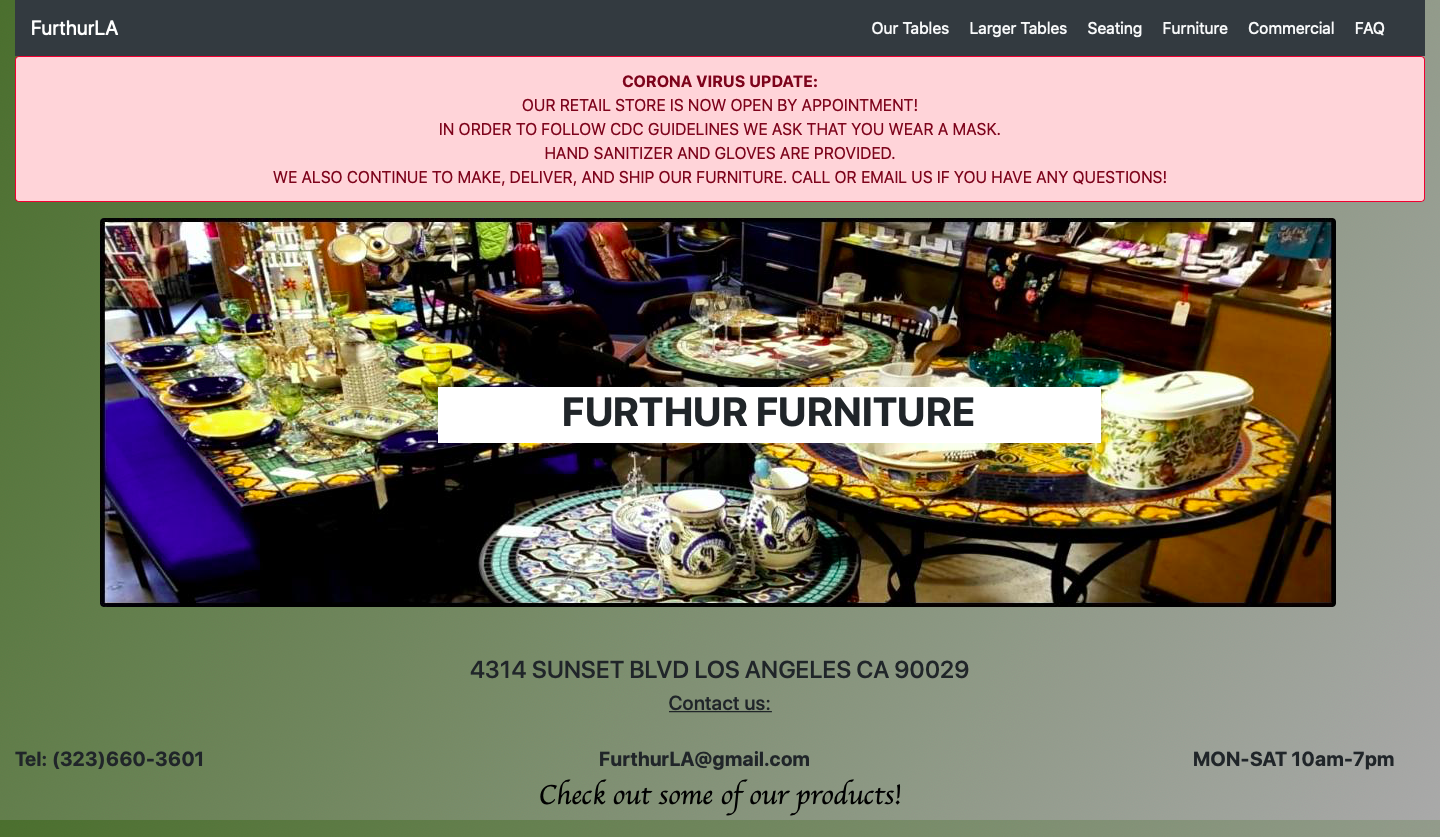 FurthurLA
Our Tables Larger Tables Seating Furniture Commercial FAQ
CORONA VIRUS UPDATE:
OUR RETAIL STORE IS NOW OPEN BY APPOINTMENT!
IN ORDER TO FOLLOW CDC GUIDELINES WE ASK THAT YOU WEAR A MASK.
HAND SANITIZER AND GLOVES ARE PROVIDED.
WE ALSO CONTINUE TO MAKE, DELIVER, AND SHIP OUR FURNITURE. CALL OR EMAIL US IF YOU HAVE ANY QUESTIONS!
FURTHUR FURNITURE
4314 SUNSET BLVD LOS ANGELES CA 90029
Contact us:
Tel: (323)660-3601
FurthurLA@gmail.com
MON-SAT 10am-7pm
Check out some of our products!